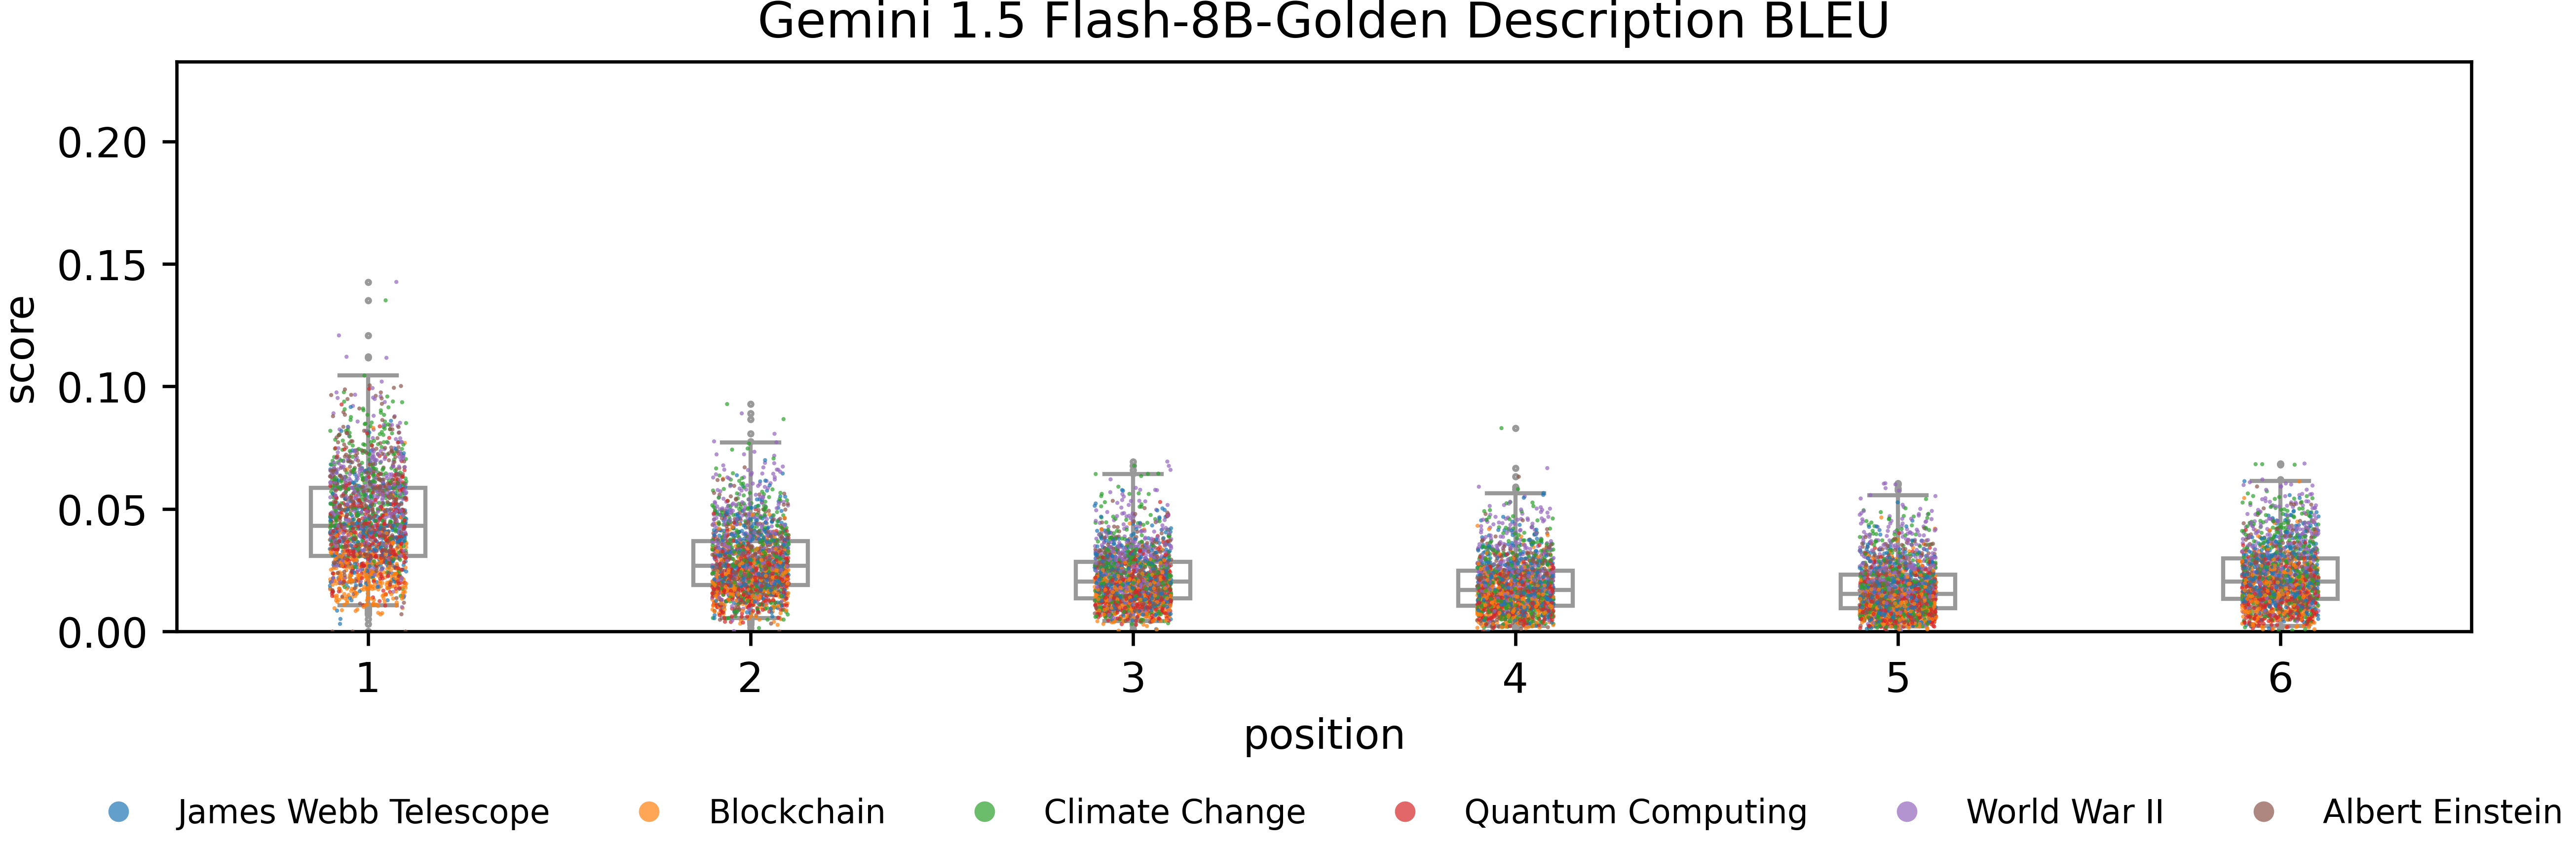 Gemini 1.5 Flash-8B-Golden Description BLEU
score
0.20
0.15
0.10
0.05
0.00
1 2 3 4 5 6
position
James Webb Telescope Blockchain Climate Change Quantum Computing World War II Albert Einstein